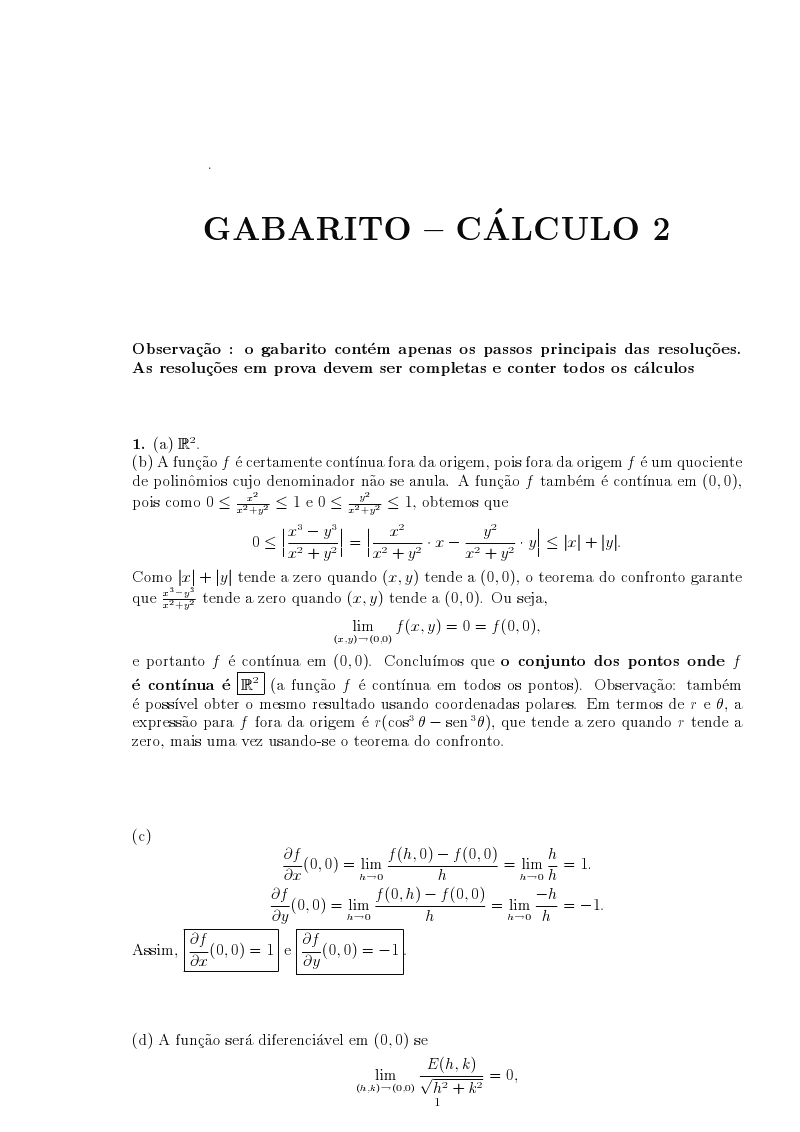 .
GABARITO – CÁLCULO 2
Observação : o gabarito contém apenas os passos principais das resoluções.
As resoluções em prova devem ser completas e conter todos os cálculos
1. (a) ℝ².
(b) A função f é certamente contínua fora da origem, pois fora da origem f é um quociente
de polinômios cujo denominador não se anula. A função f também é contínua em (0, 0),
pois como 0 ≤ x²/(x²+y²) ≤ 1 e 0 ≤ y²/(x²+y²) ≤ 1, obtemos que
0 ≤ |(x³ − y³)/(x² + y²)| = |x²/(x² + y²) · x − y²/(x² + y²) · y| ≤ |x| + |y|.
Como |x| + |y| tende a zero quando (x, y) tende a (0, 0), o teorema do confronto garante
que (x³−y³)/(x²+y²) tende a zero quando (x, y) tende a (0, 0). Ou seja,
lim (x,y)→(0,0) f(x, y) = 0 = f(0, 0),
e portanto f é contínua em (0, 0). Concluímos que o conjunto dos pontos onde f
é contínua é ℝ² (a função f é contínua em todos os pontos). Observação: também
é possível obter o mesmo resultado usando coordenadas polares. Em termos de r e θ, a
expressão para f fora da origem é r(cos³ θ − sen³θ), que tende a zero quando r tende a
zero, mais uma vez usando-se o teorema do confronto.
(c)
∂f/∂x(0, 0) = lim h→0 (f(h, 0) − f(0, 0))/h = lim h→0 h/h = 1.
∂f/∂y(0, 0) = lim h→0 (f(0, h) − f(0, 0))/h = lim h→0 −h/h = −1.
Assim, ∂f/∂x(0, 0) = 1 e ∂f/∂y(0, 0) = −1.
(d) A função será diferenciável em (0, 0) se
lim (h,k)→(0,0) E(h, k)/√(h² + k²) = 0,
1